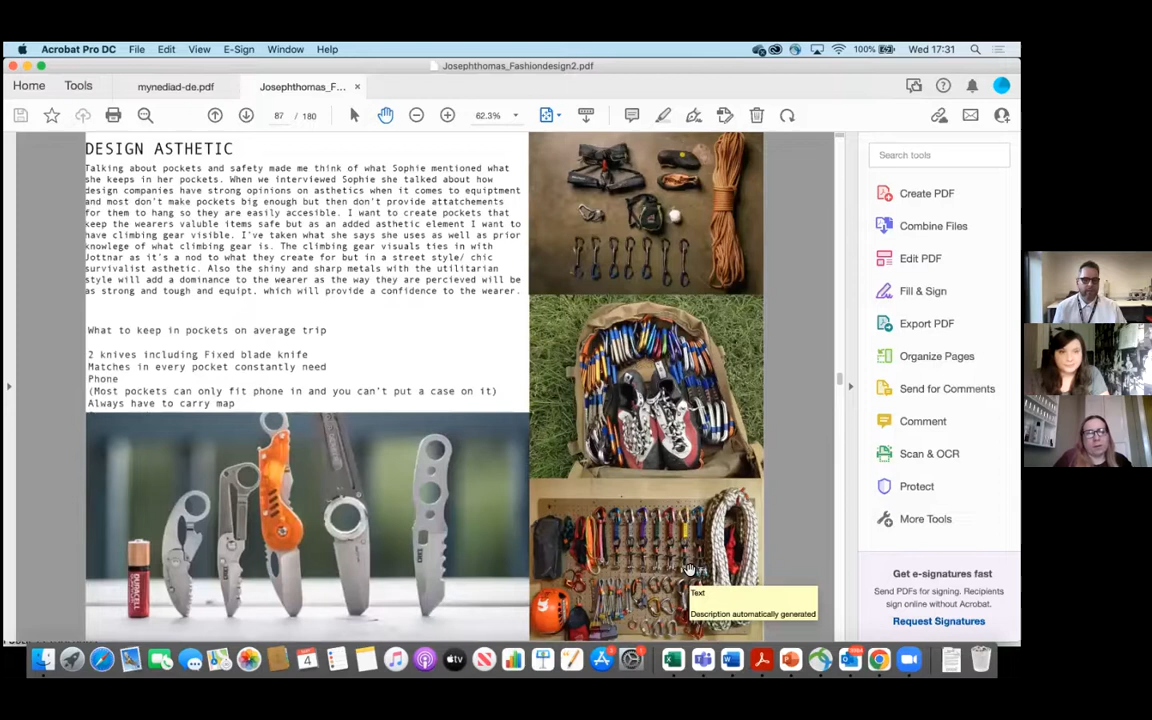 Acrobat Pro DC File Edit View E-Sign Window Help 100% Wed 17:31
Josephthomas_Fashiondesign2.pdf
Home Tools mynediad-de.pdf Josephthomas_F... ×
87 / 180 62.3%
DESIGN ASTHETIC
Talking about pockets and safety made me think of what Sophie mentioned what
she keeps in her pockets. When we interviewed Sophie she talked about how
design companies have strong opinions on asthetics when it comes to equiptment
and most don't make pockets big enough but then don't provide attatchements
for them to hang so they are easily accesible. I want to create pockets that
keep the wearers valuble items safe but as an added asthetic element I want to
have climbing gear visible. I've taken what she says she uses as well as prior
knowlege of what climbing gear is. The climbing gear visuals ties in with
Jottnar as it's a nod to what they create for but in a street style/ chic
survivalist asthetic. Also the shiny and sharp metals with the utilitarian
style will add a dominance to the wearer as the way they are percieved will be
as strong and tough and equipt. which will provide a confidence to the wearer.
What to keep in pockets on average trip
2 knives including Fixed blade knife
Matches in every pocket constantly need
Phone
(Most pockets can only fit phone in and you can't put a case on it)
Always have to carry map
DURACELL
Text
Description automatically generated
Search tools
Create PDF
Combine Files
Edit PDF
Fill & Sign
Export PDF
Organize Pages
Send for Comments
Comment
Scan & OCR
Protect
More Tools
Get e-signatures fast
Send PDFs for signing. Recipients
sign online without Acrobat.
Request Signatures